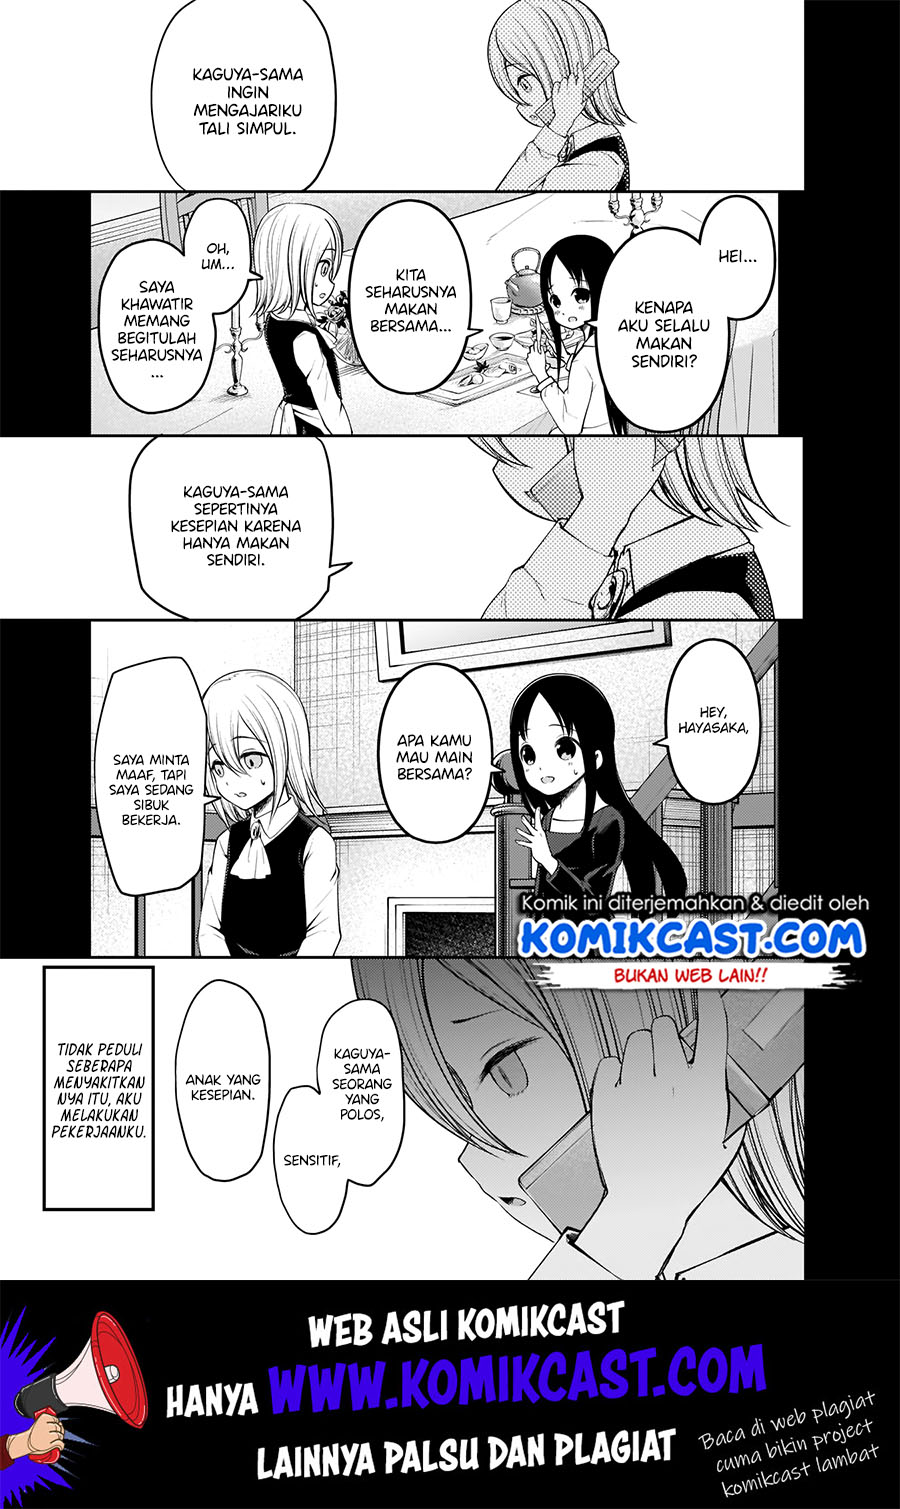 KAGUYA-SAMA
INGIN
MENGAJARIKU
TALI SIMPUL.
HEI...
KENAPA
AKU SELALU
MAKAN
SENDIRI?
KITA
SEHARUSNYA
MAKAN
BERSAMA...
OH,
UM...
SAYA
KHAWATIR
MEMANG
BEGITULAH
SEHARUSNYA
...
KAGUYA-SAMA
SEPERTINYA
KESEPIAN KARENA
HANYA MAKAN
SENDIRI.
HEY,
HAYASAKA,
APA KAMU
MAU MAIN
BERSAMA?
SAYA MINTA
MAAF, TAPI
SAYA SEDANG
SIBUK
BEKERJA.
Komik ini diterjemahkan & diedit oleh
KOMIKCAST.COM
BUKAN WEB LAIN!!
KAGUYA-
SAMA
SEORANG
YANG
POLOS,
SENSITIF,
ANAK YANG
KESEPIAN.
TIDAK PEDULI
SEBERAPA
MENYAKITKAN
NYA ITU, AKU
MELAKUKAN
PEKERJAANKU.
WEB ASLI KOMIKCAST
HANYA WWW.KOMIKCAST.COM
LAINNYA PALSU DAN PLAGIAT
Baca di web plagiat
cuma bikin project
komikcast lambat